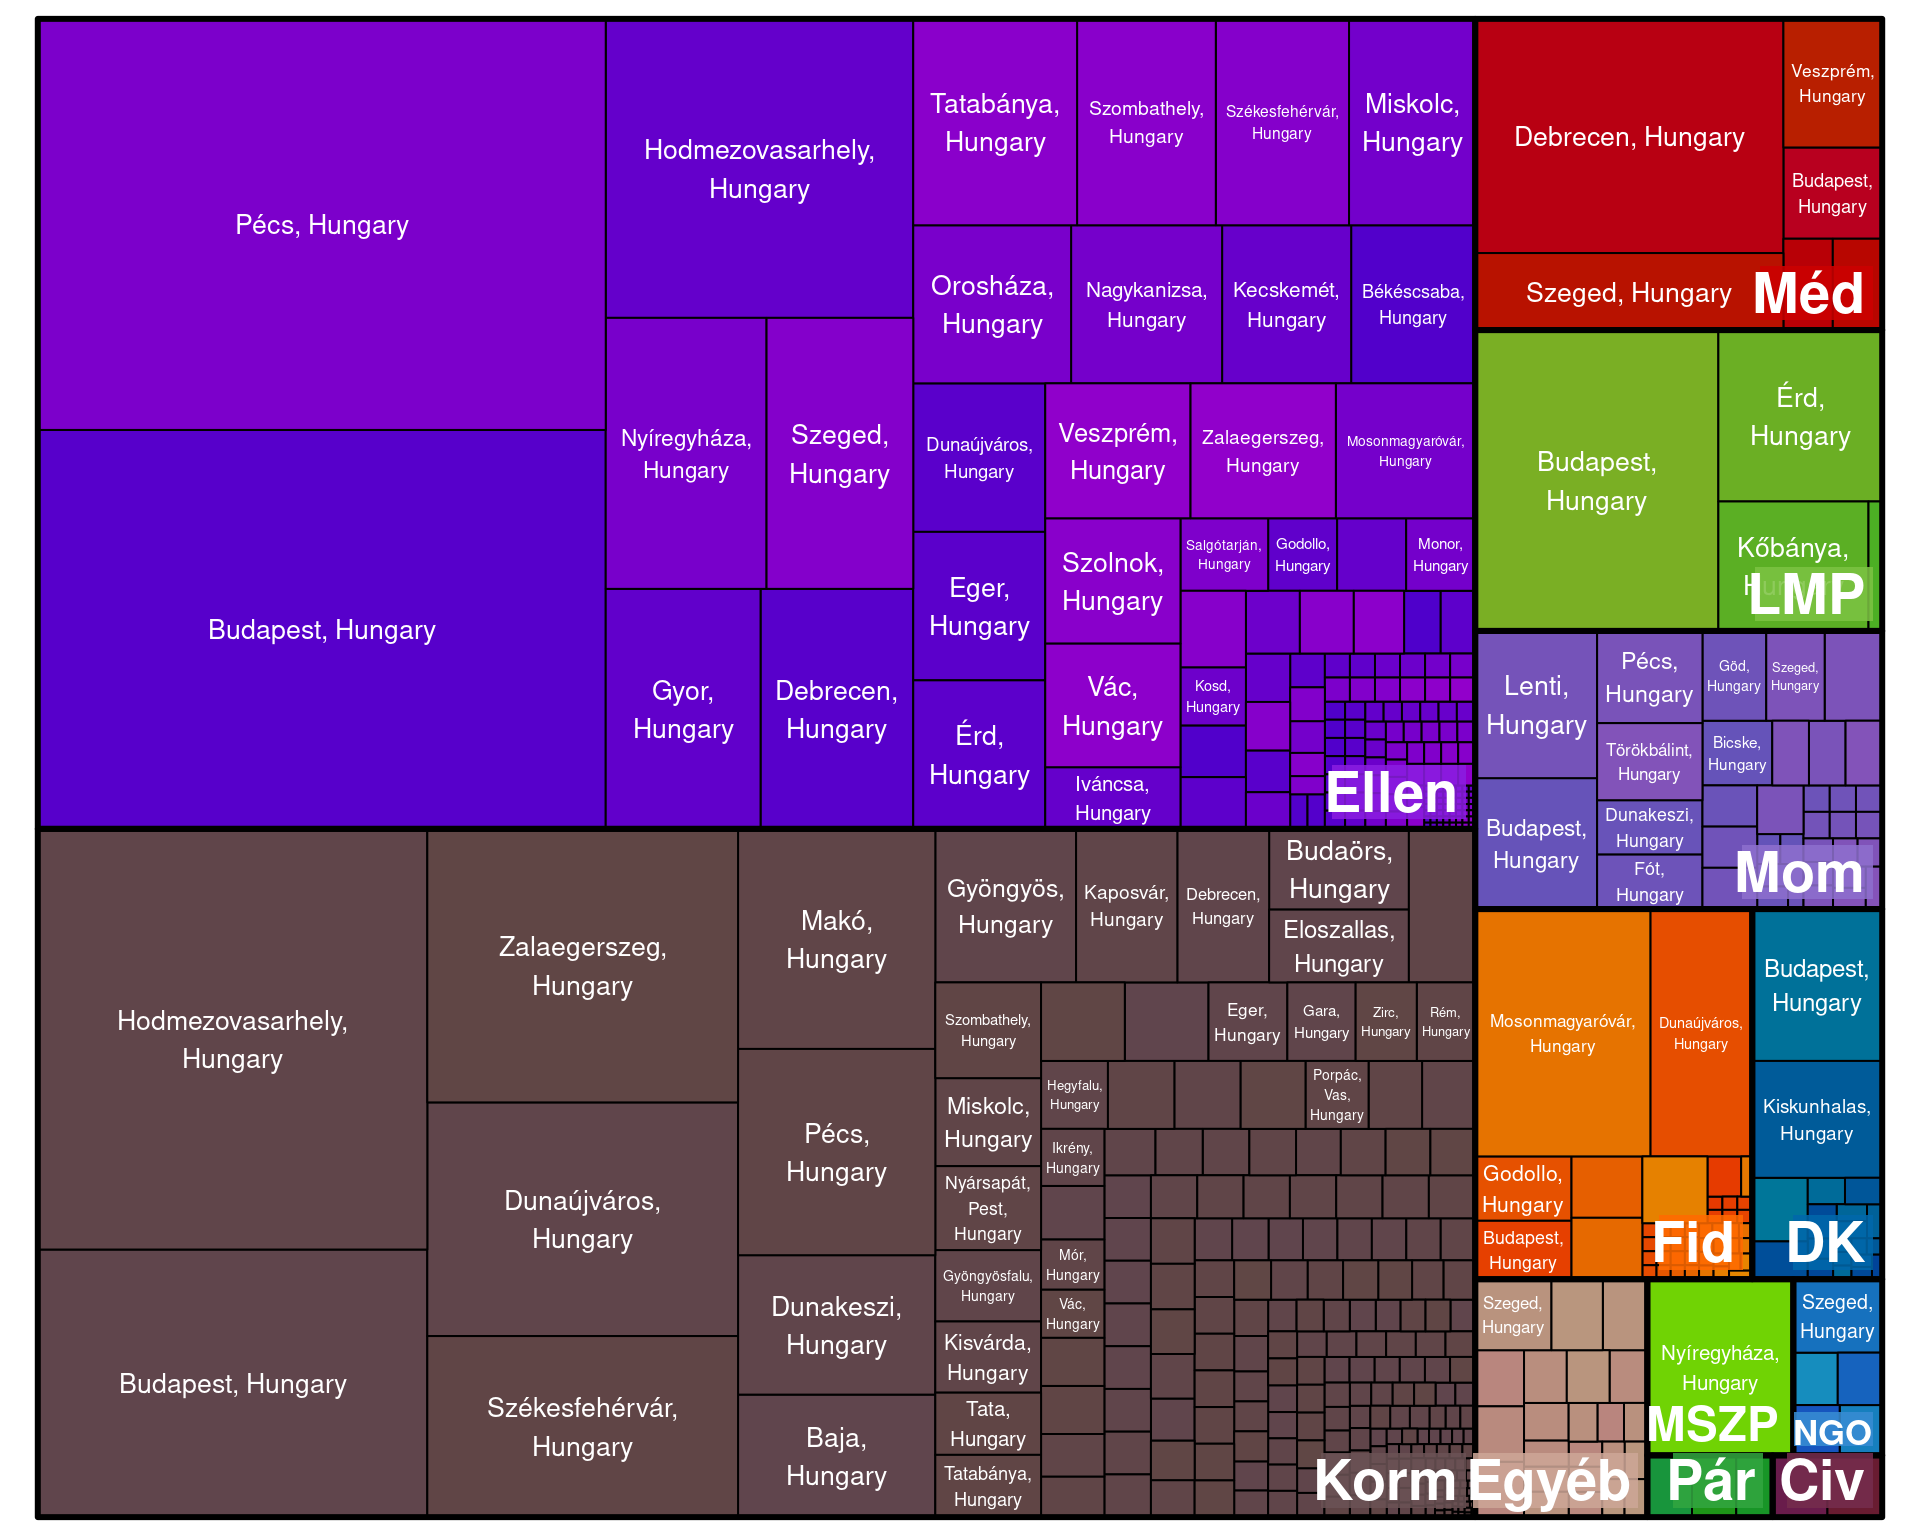 Pécs, Hungary
Budapest, Hungary
Hodmezovasarhely,
Hungary
Nyíregyháza,
Hungary
Szeged,
Hungary
Gyor,
Hungary
Debrecen,
Hungary
Tatabánya,
Hungary
Szombathely,
Hungary
Székesfehérvár,
Hungary
Miskolc,
Hungary
Orosháza,
Hungary
Nagykanizsa,
Hungary
Kecskemét,
Hungary
Békéscsaba,
Hungary
Dunaújváros,
Hungary
Veszprém,
Hungary
Zalaegerszeg,
Hungary
Mosonmagyaróvár,
Hungary
Eger,
Hungary
Érd,
Hungary
Szolnok,
Hungary
Vác,
Hungary
Iváncsa,
Hungary
Salgótarján,
Hungary
Godollo,
Hungary
Monor,
Hungary
Kosd,
Hungary
Ellen
Hodmezovasarhely,
Hungary
Budapest, Hungary
Zalaegerszeg,
Hungary
Dunaújváros,
Hungary
Székesfehérvár,
Hungary
Makó,
Hungary
Pécs,
Hungary
Dunakeszi,
Hungary
Baja,
Hungary
Gyöngyös,
Hungary
Kaposvár,
Hungary
Debrecen,
Hungary
Budaörs,
Hungary
Eloszallas,
Hungary
Szombathely,
Hungary
Miskolc,
Hungary
Nyársapát,
Pest,
Hungary
Gyöngyösfalu,
Hungary
Kisvárda,
Hungary
Tata,
Hungary
Tatabánya,
Hungary
Eger,
Hungary
Gara,
Hungary
Zirc,
Hungary
Rém,
Hungary
Hegyfalu,
Hungary
Porpác,
Vas,
Hungary
Ikrény,
Hungary
Mór,
Hungary
Vác,
Hungary
Korm
Debrecen, Hungary
Veszprém,
Hungary
Budapest,
Hungary
Szeged, Hungary
Méd
Budapest,
Hungary
Érd,
Hungary
Kőbánya,
Hungary
LMP
Lenti,
Hungary
Budapest,
Hungary
Pécs,
Hungary
Törökbálint,
Hungary
Dunakeszi,
Hungary
Fót,
Hungary
Göd,
Hungary
Szeged,
Hungary
Bicske,
Hungary
Mom
Mosonmagyaróvár,
Hungary
Dunaújváros,
Hungary
Godollo,
Hungary
Budapest,
Hungary
Fid
Budapest,
Hungary
Kiskunhalas,
Hungary
DK
Szeged,
Hungary
Egyéb
Nyíregyháza,
Hungary
MSZP
Szeged,
Hungary
NGO
Pár
Civ